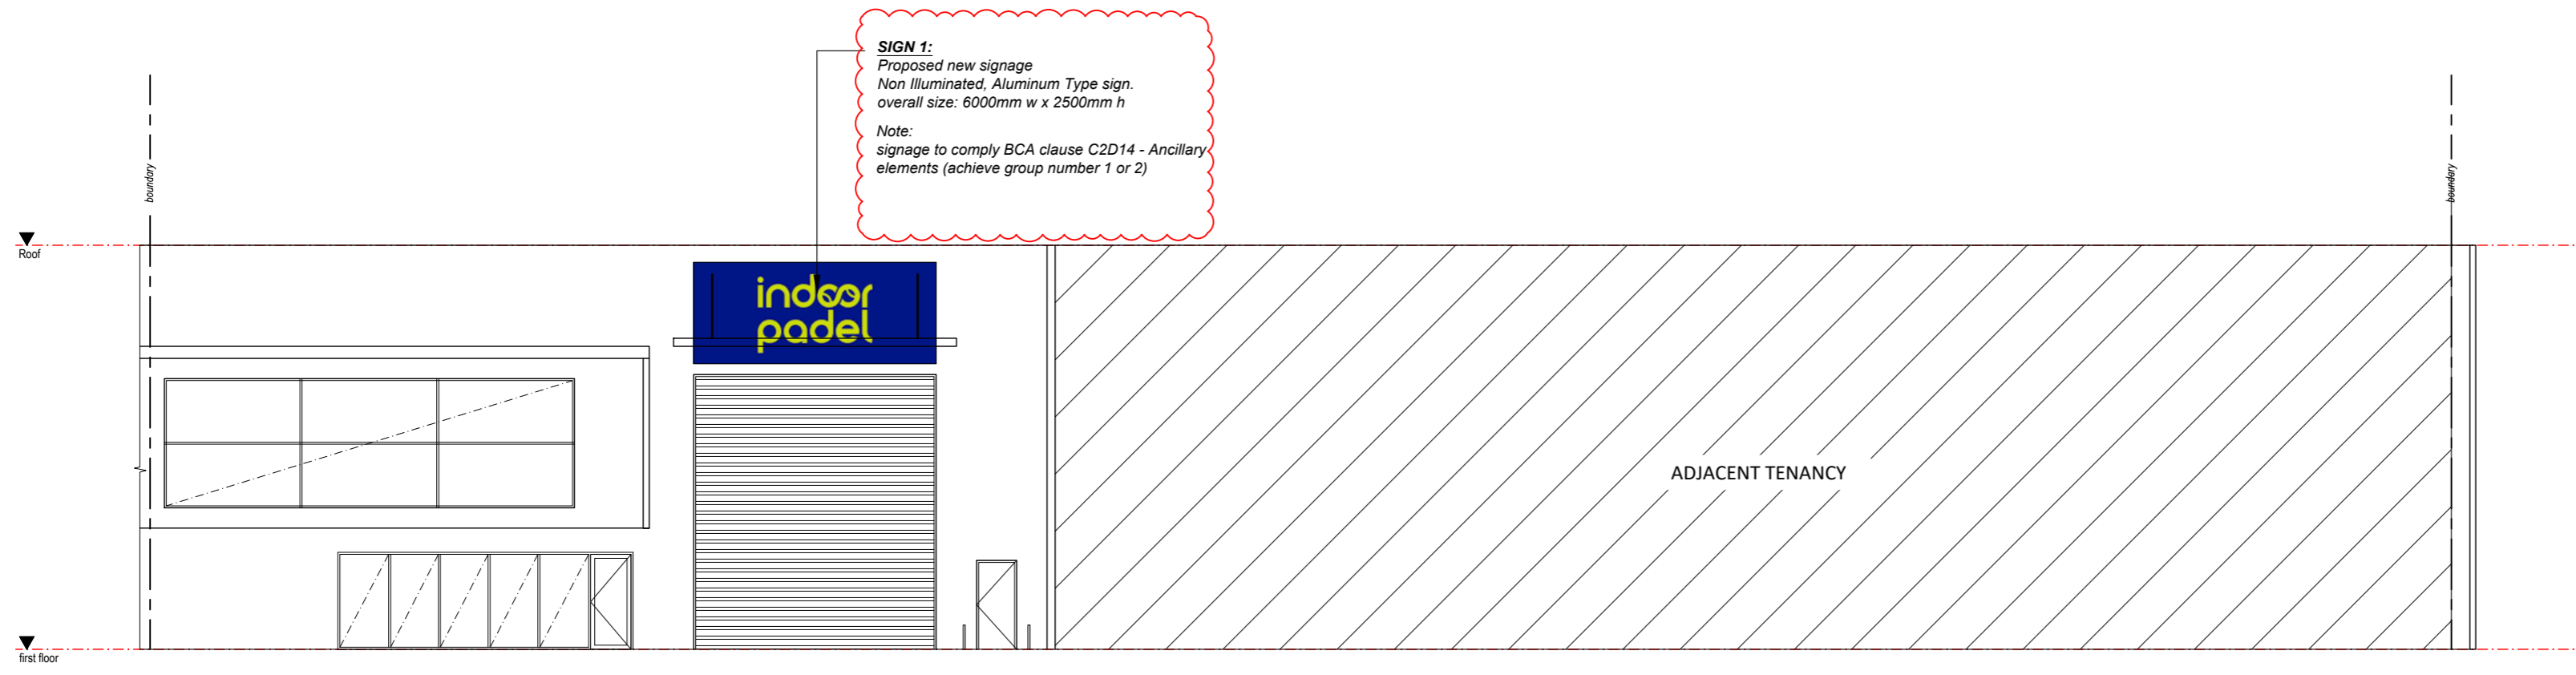 SIGN 1:
Proposed new signage
Non Illuminated, Aluminum Type sign.
overall size: 6000mm w x 2500mm h
Note:
signage to comply BCA clause C2D14 - Ancillary
elements (achieve group number 1 or 2)
boundary
boundary
Roof
indoor
padel
ADJACENT TENANCY
first floor